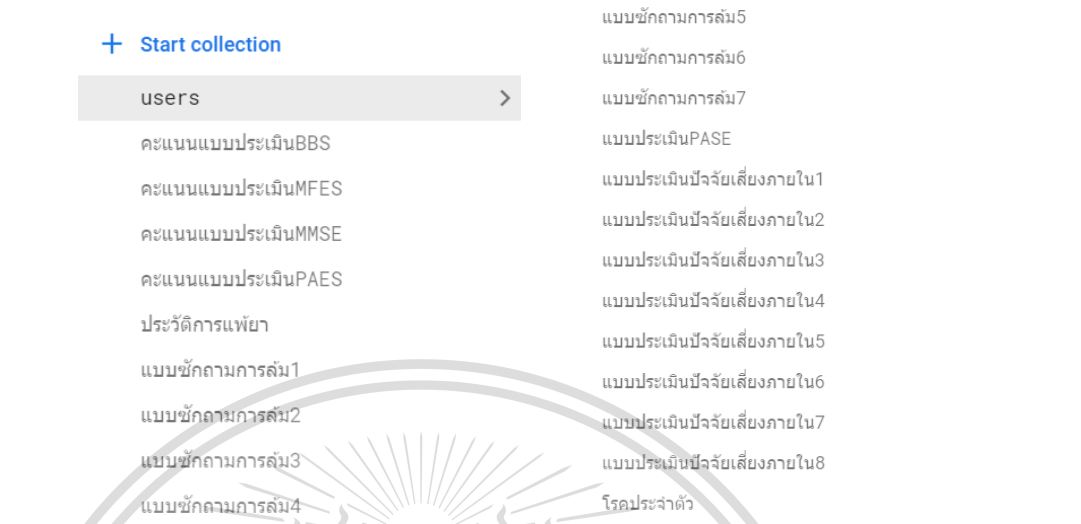 Start collection
users
คะแนนแบบประเมินBBS
คะแนนแบบประเมินMFES
คะแนนแบบประเมินMMSE
คะแนนแบบประเมินPAES
ประวัติการแพ้ยา
แบบซักถามการล้ม1
แบบซักถามการล้ม2
แบบซักถามการล้ม3
แบบซักถามการล้ม4
แบบซักถามการล้ม5
แบบซักถามการล้ม6
แบบซักถามการล้ม7
แบบประเมินPASE
แบบประเมินปัจจัยเสี่ยงภายใน1
แบบประเมินปัจจัยเสี่ยงภายใน2
แบบประเมินปัจจัยเสี่ยงภายใน3
แบบประเมินปัจจัยเสี่ยงภายใน4
แบบประเมินปัจจัยเสี่ยงภายใน5
แบบประเมินปัจจัยเสี่ยงภายใน6
แบบประเมินปัจจัยเสี่ยงภายใน7
แบบประเมินปัจจัยเสี่ยงภายใน8
โรคประจำตัว